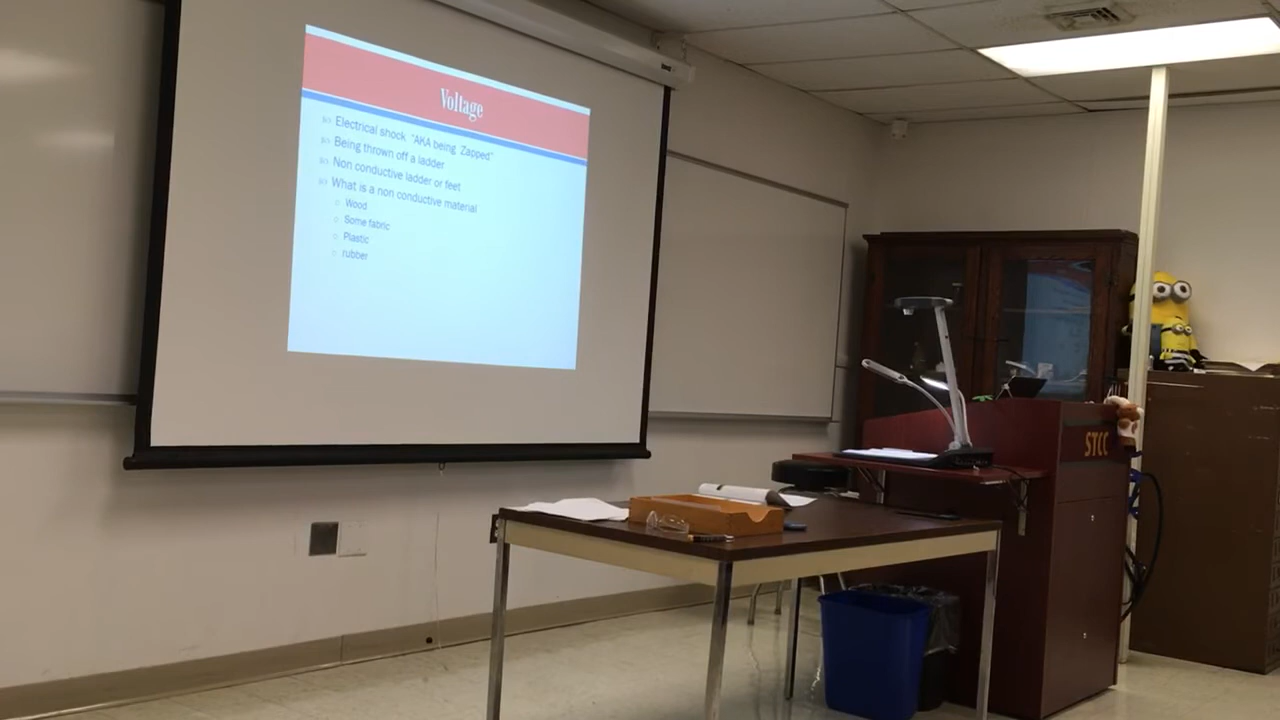 Voltage
Electrical shock "AKA being Zapped"
Being thrown off a ladder
Non conductive ladder or feet
What is a non conductive material
Wood
Some fabric
Plastic
rubber
STCC